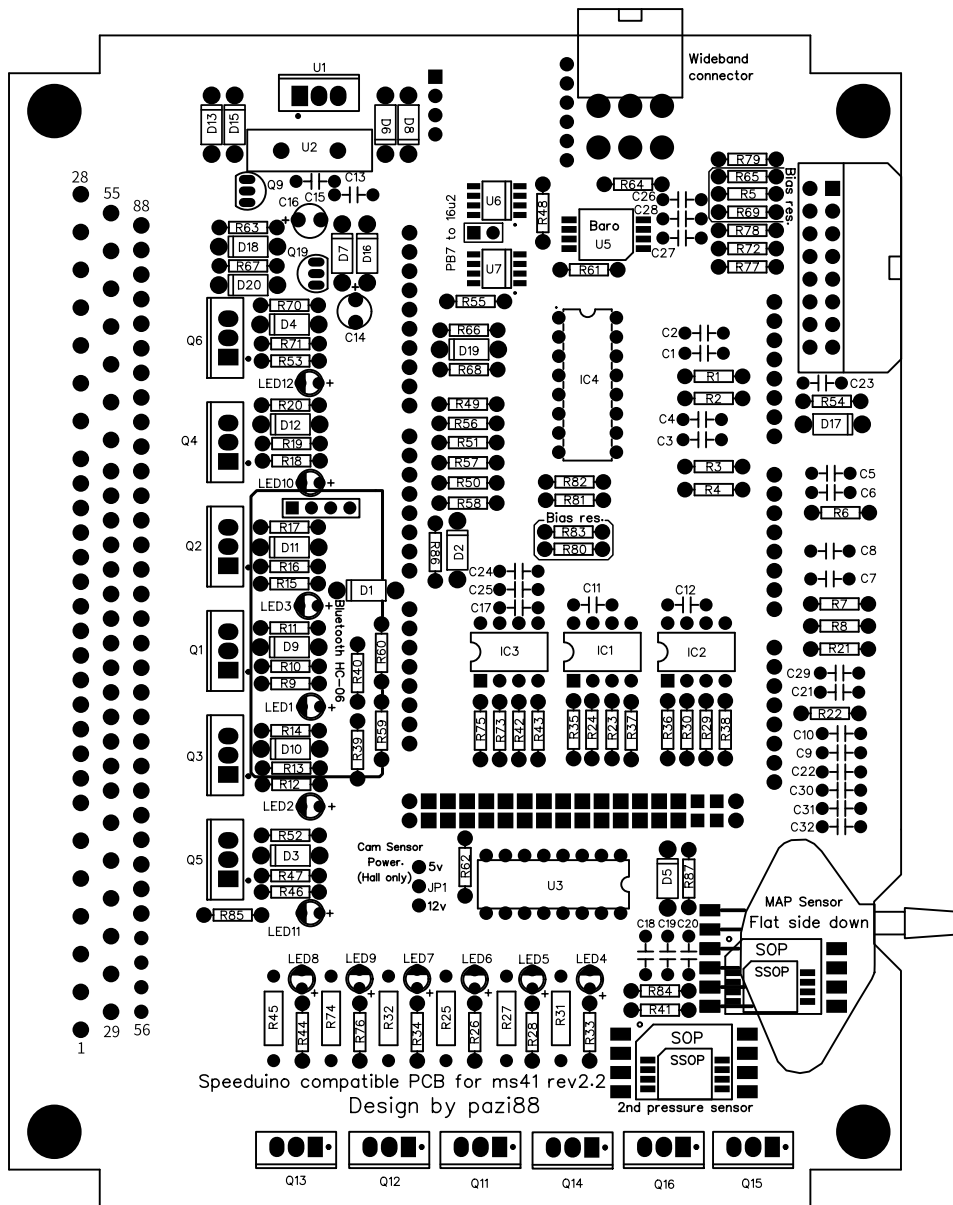 Wideband
connector
U1
D13
D15
D6
D8
U2
28
55
88
Q9
C13
C15
C16
R63
D18
R67
D20
Q19
D7
D16
C14
U6
PB7 to 16u2
U7
R48
R64
Baro
U5
C26
C28
C27
R61
R79
R65
R5
R69
R78
R72
R77
Bias res.
R55
R66
D19
R68
R70
D4
R71
R53
Q6
LED12
IC4
C2
C1
R1
R2
C4
C3
R3
R4
C23
R54
D17
R20
D12
R19
R18
Q4
LED10
R49
R56
R51
R57
R50
R58
R82
R81
Bias res.
R83
R80
C5
C6
R6
C8
C7
R7
R8
R21
R17
D11
R16
R15
Q2
LED3
D1
R86
D2
C24
C25
C17
C11
C12
Bluetooth HC-06
R11
D9
R10
R9
Q1
LED1
R40
R60
R39
R59
IC3
IC1
IC2
R75
R73
R42
R43
R35
R24
R23
R37
R36
R30
R29
R38
C29
C21
R22
C10
C9
C22
C30
C31
C32
R14
D10
R13
R12
Q3
LED2
R52
D3
R47
R46
Q5
R85
LED11
Cam Sensor
Power.
(Hall only)
5v
JP1
12v
R62
U3
D5
R87
MAP Sensor
Flat side down
SOP
SSOP
C18
C19
C20
R84
R41
LED8
LED9
LED7
LED6
LED5
LED4
R45
R44
R74
R76
R32
R34
R25
R26
R27
R28
R31
R33
1
29
56
SOP
SSOP
2nd pressure sensor
Speeduino compatible PCB for ms41 rev2.2
Design by pazi88
Q13
Q12
Q11
Q14
Q16
Q15